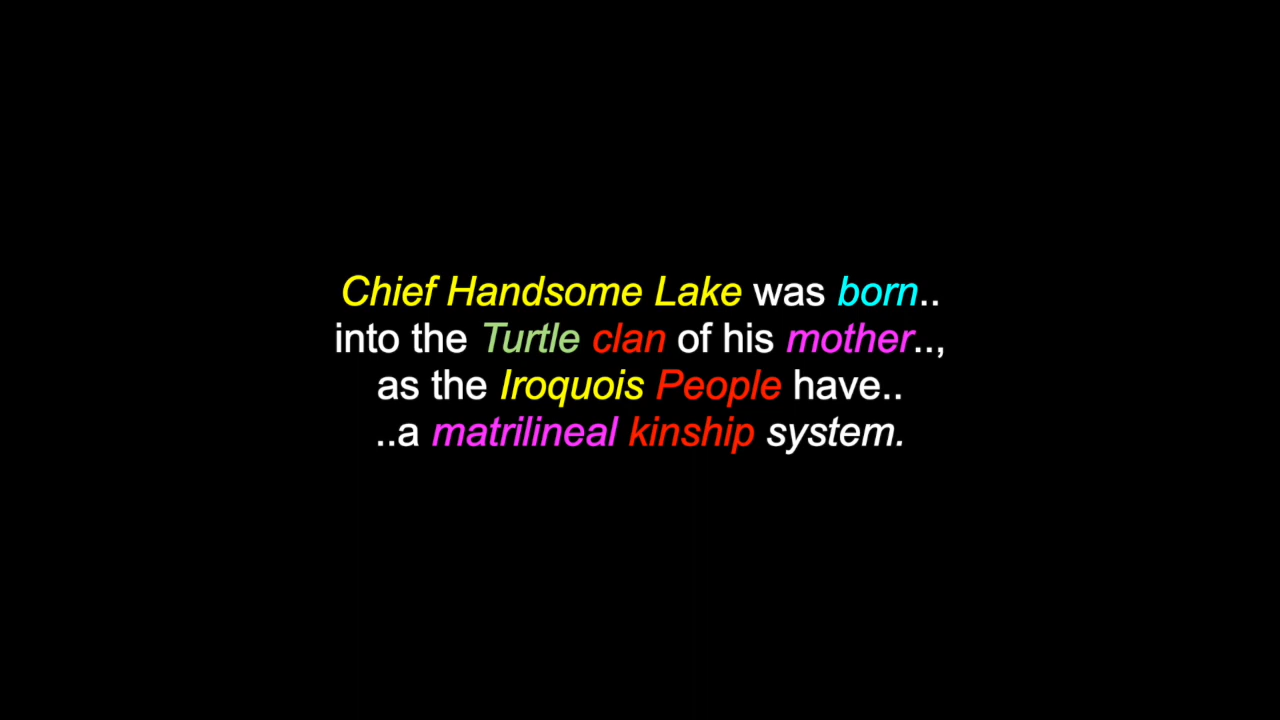 Chief Handsome Lake was born..
into the Turtle clan of his mother..,
as the Iroquois People have..
..a matrilineal kinship system.